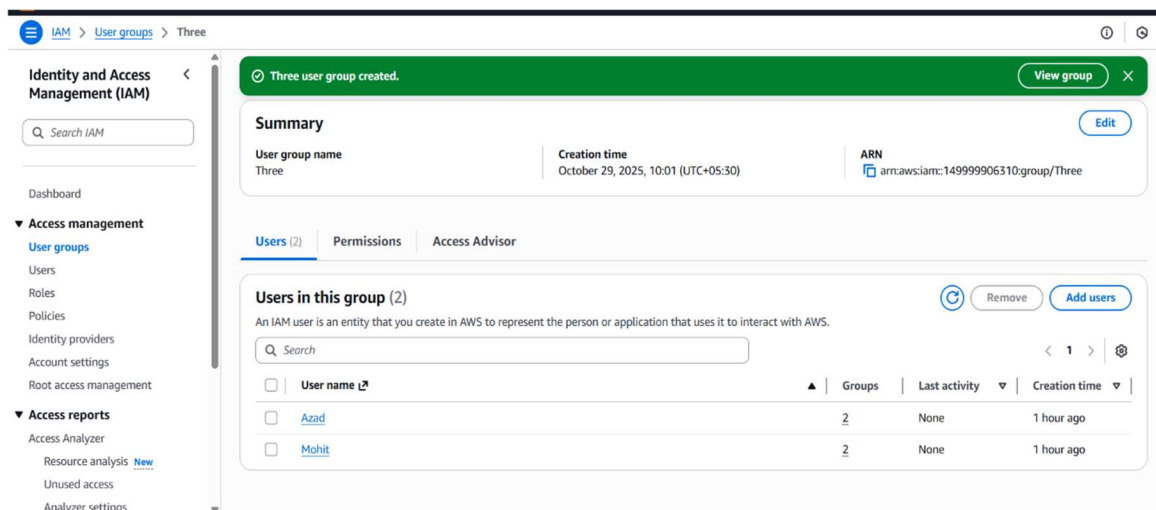 IAM > User groups > Three
Identity and Access Management (IAM)
Search IAM
Dashboard
Access management
User groups
Users
Roles
Policies
Identity providers
Account settings
Root access management
Access reports
Access Analyzer
Resource analysis New
Unused access
Analyzer settings
Three user group created.
View group
Summary
Edit
User group name
Three
Creation time
October 29, 2025, 10:01 (UTC+05:30)
ARN
arn:aws:iam::149999906310:group/Three
Users (2)
Permissions
Access Advisor
Users in this group (2)
Remove
Add users
An IAM user is an entity that you create in AWS to represent the person or application that uses it to interact with AWS.
Search
1
User name
Groups
Last activity
Creation time
Azad
2
None
1 hour ago
Mohit
2
None
1 hour ago